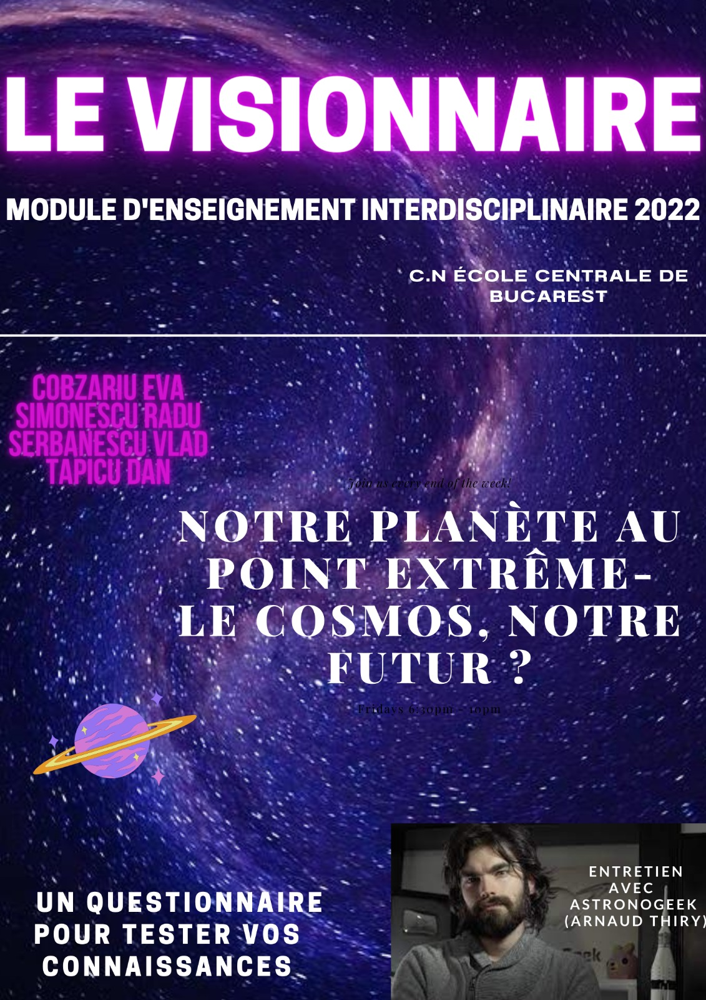 LE VISIONNAIRE
MODULE D'ENSEIGNEMENT INTERDISCIPLINAIRE 2022
C.N ÉCOLE CENTRALE DE
BUCAREST
COBZARIU EVA
SIMONESCU RADU
SERBANESCU VLAD
TAPICU DAN
Join us every end of the week!
NOTRE PLANÈTE AU
POINT EXTRÊME-
LE COSMOS, NOTRE
FUTUR ?
Fridays 6:30pm - 10pm
UN QUESTIONNAIRE
POUR TESTER VOS
CONNAISSANCES
ENTRETIEN
AVEC
ASTRONOGEEK
(ARNAUD THIRY)
eek